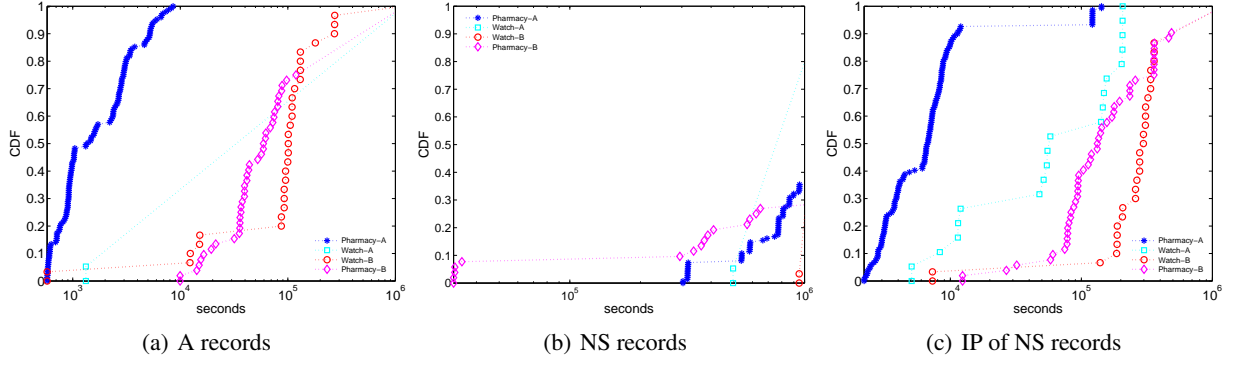 1
0.9
0.8
0.7
0.6
0.5
0.4
0.3
0.2
0.1
0
CDF
10^3
10^4
10^5
10^6
seconds
Pharmacy−A
Watch−A
Watch−B
Pharmacy−B
(a) A records
1
0.9
0.8
0.7
0.6
0.5
0.4
0.3
0.2
0.1
0
CDF
10^5
10^6
seconds
Pharmacy−A
Watch−A
Watch−B
Pharmacy−B
(b) NS records
1
0.9
0.8
0.7
0.6
0.5
0.4
0.3
0.2
0.1
0
CDF
10^4
10^5
10^6
seconds
Pharmacy−A
Watch−A
Watch−B
Pharmacy−B
(c) IP of NS records